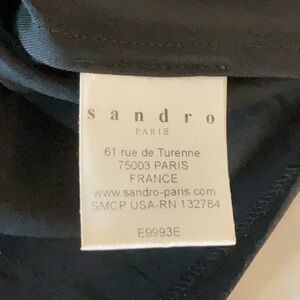 sandro
PARIS
61 rue de Turenne
75003 PARIS
FRANCE
www.sandro-paris.com
SMCP USA-RN 132784
E9993E